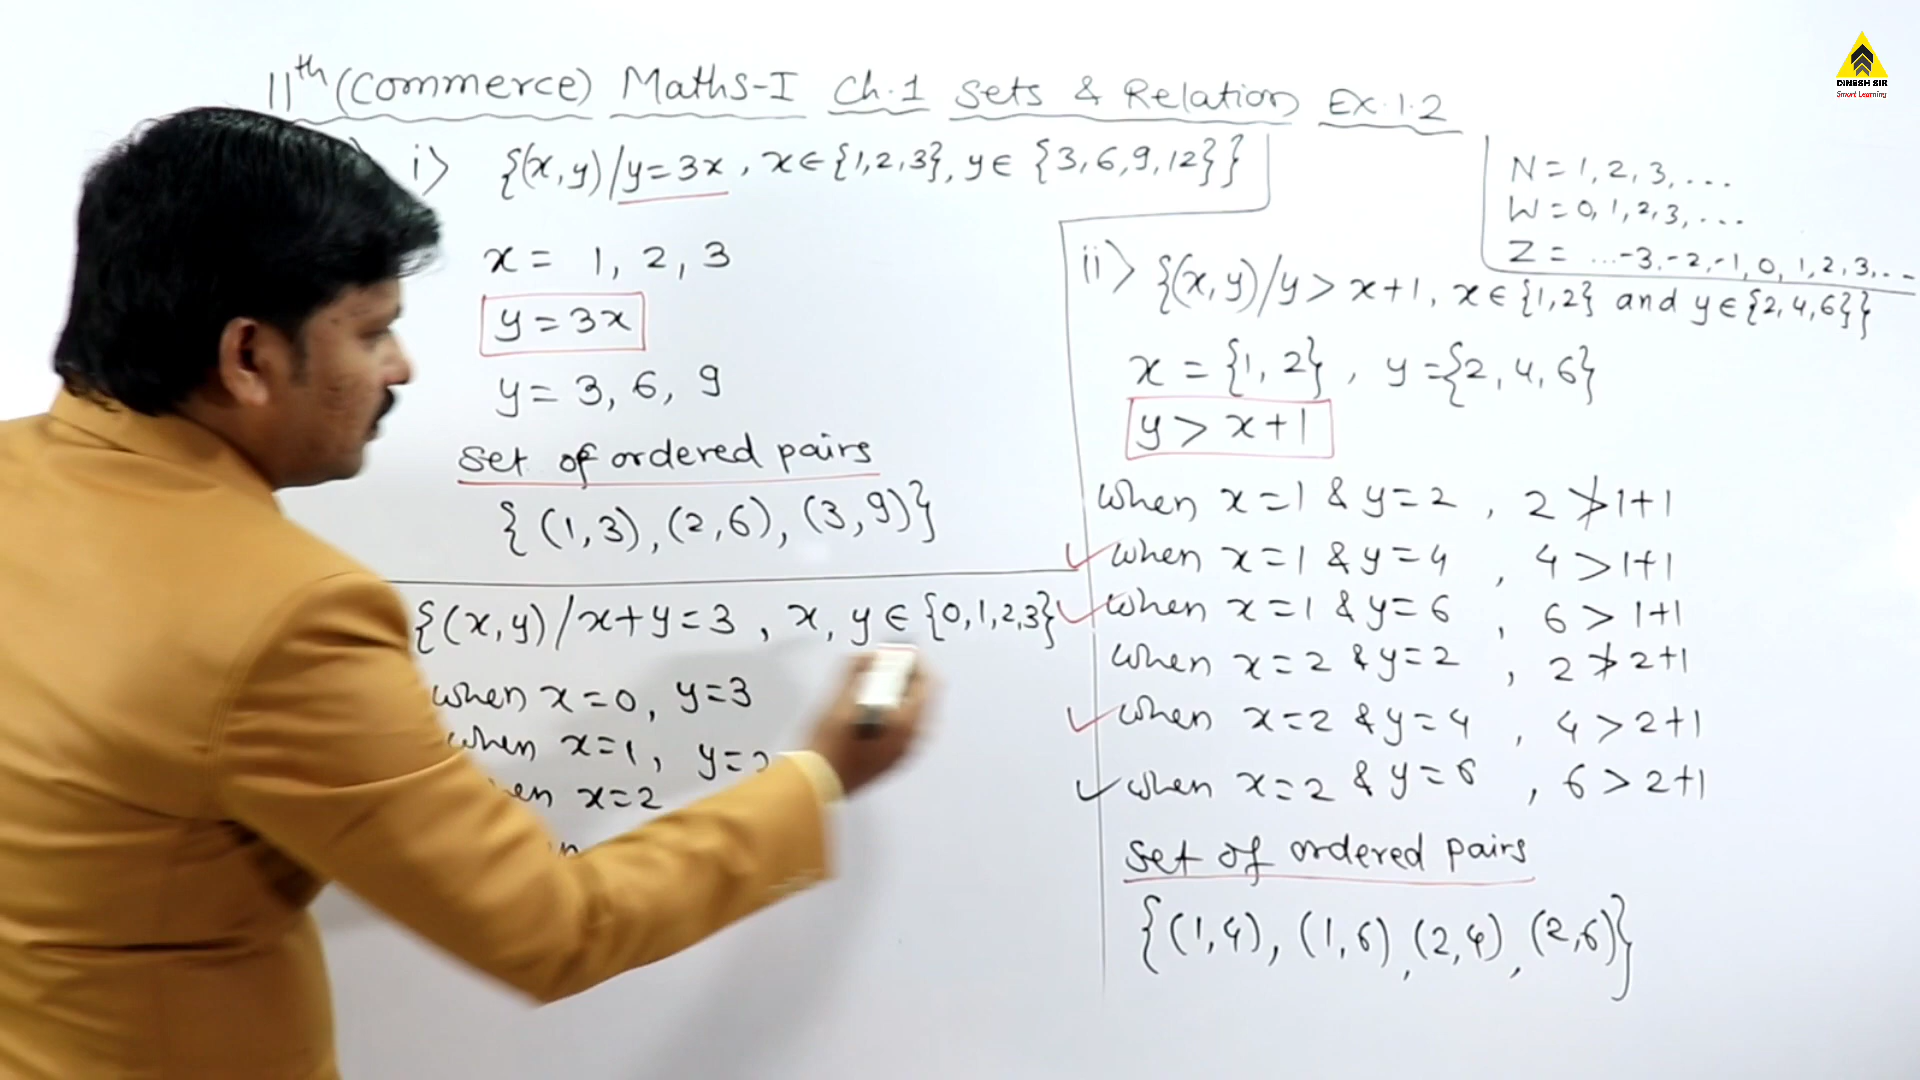 11th (Commerce) Maths-I Ch.1 Sets & Relation Ex.1.2
i) {(x,y)/y=3x, x∈{1,2,3}, y∈{3,6,9,12}}
x= 1, 2, 3
y=3x
y= 3, 6, 9
set of ordered pairs
{(1,3), (2,6), (3,9)}
{(x,y)/x+y=3, x,y∈{0,1,2,3}
when x=0, y=3
when x=1, y=2
x=2
N=1,2,3,...
W=0,1,2,3,...
Z= ...-3,-2,-1,0,1,2,3,...
ii) {(x,y)/y>x+1, x∈{1,2} and y∈{2,4,6}}
x={1,2}, y={2,4,6}
y>x+1
when x=1 & y=2, 2≯1+1
✓when x=1 & y=4, 4>1+1
✓when x=1 & y=6, 6>1+1
when x=2 & y=2, 2≯2+1
✓when x=2 & y=4, 4>2+1
✓when x=2 & y=6, 6>2+1
set of ordered pairs
{(1,4), (1,6), (2,4), (2,6)}
DINESH SIR
Smart Learning